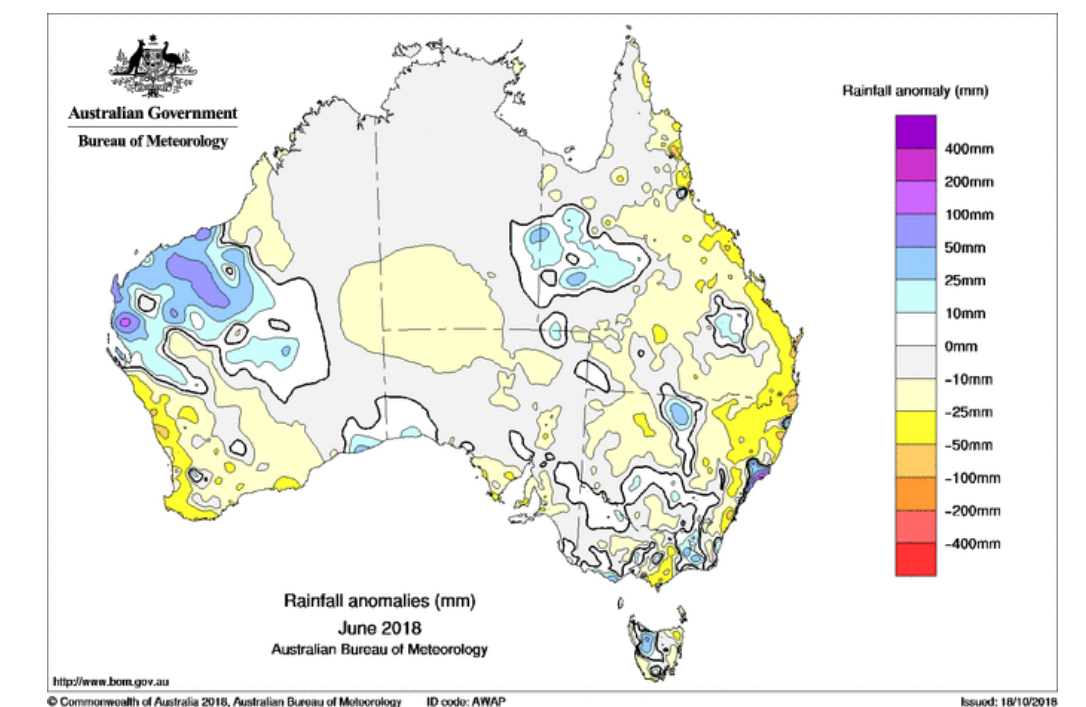 Australian Government
Bureau of Meteorology
Rainfall anomaly (mm)
400mm
200mm
100mm
50mm
25mm
10mm
0mm
-10mm
-25mm
-50mm
-100mm
-200mm
-400mm
Rainfall anomalies (mm)
June 2018
Australian Bureau of Meteorology
http://www.bom.gov.au
© Commonwealth of Australia 2018, Australian Bureau of Meteorology ID code: AWAP Issued: 18/10/2018